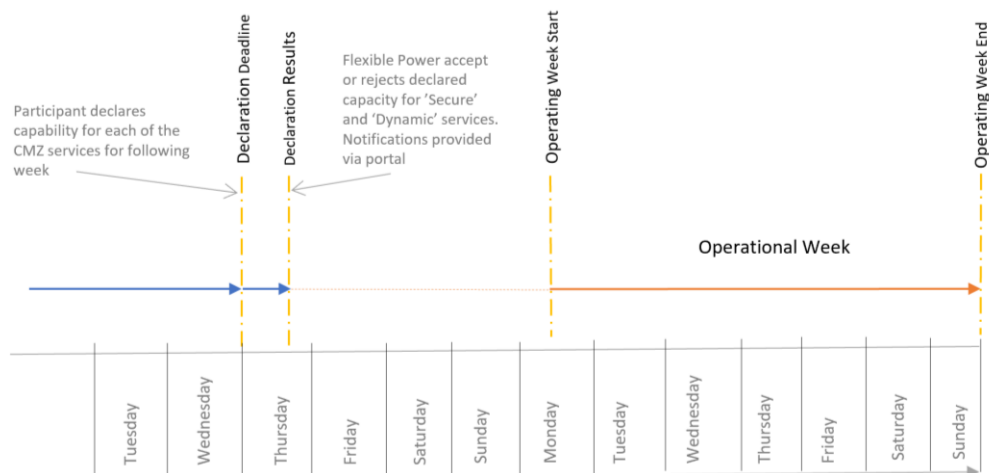 Participant declares
capability for each of the
CMZ services for following
week
Declaration Deadline
Declaration Results
Flexible Power accept
or rejects declared
capacity for ‘Secure’
and ‘Dynamic’ services.
Notifications provided
via portal
Operating Week Start
Operating Week End
Operational Week
Tuesday
Wednesday
Thursday
Friday
Saturday
Sunday
Monday
Tuesday
Wednesday
Thursday
Friday
Saturday
Sunday